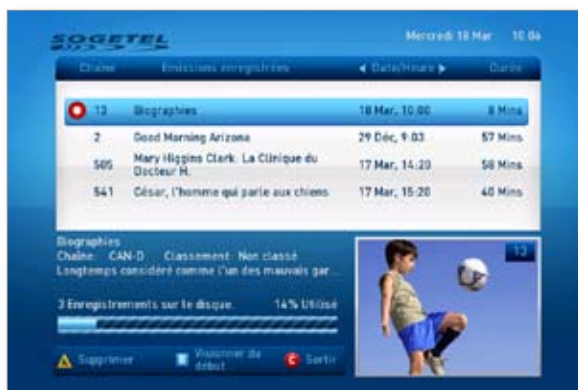 SOGETEL Mercredi 18 Mar 10:04
Chaîne Emissions enregistrées Date/Heure Durée
13 Biographies 18 Mar, 10:00 8 Mins
2 Good Morning Arizona 29 Déc, 9:03 57 Mins
505 Mary Higgins Clark. La Clinique du Docteur H. 17 Mar, 14:20 58 Mins
541 César, l'homme qui parle aux chiens 17 Mar, 15:20 40 Mins
Biographies
Chaîne: CAN-D Classement: Non classé
Longtemps considéré comme l'un des mauvais gar...
13
3 Enregistrements sur le disque. 14% Utilisé
A Supprimer
Visionner du début
C Sortir